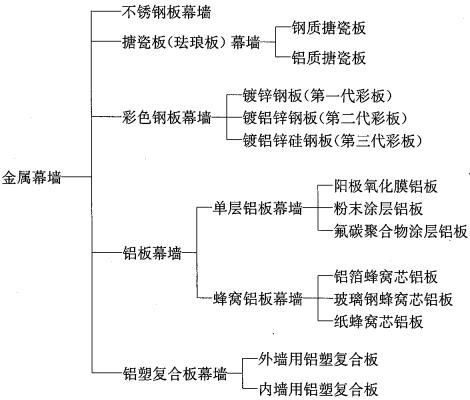 不锈钢板幕墙
搪瓷板(珐琅板)幕墙
钢质搪瓷板
铝质搪瓷板
彩色钢板幕墙
镀锌钢板(第一代彩板)
镀铝锌钢板(第二代彩板)
镀铝锌硅钢板(第三代彩板)
金属幕墙
铝板幕墙
单层铝板幕墙
阳极氧化膜铝板
粉末涂层铝板
氟碳聚合物涂层铝板
蜂窝铝板幕墙
铝箔蜂窝芯铝板
玻璃钢蜂窝芯铝板
纸蜂窝芯铝板
铝塑复合板幕墙
外墙用铝塑复合板
内墙用铝塑复合板